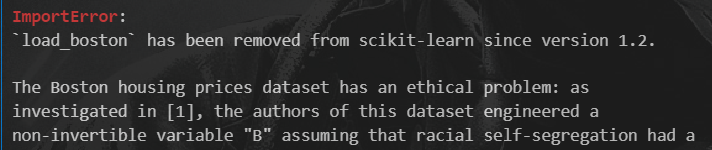 ImportError:
`load_boston` has been removed from scikit-learn since version 1.2.
The Boston housing prices dataset has an ethical problem: as
investigated in [1], the authors of this dataset engineered a
non-invertible variable "B" assuming that racial self-segregation had a